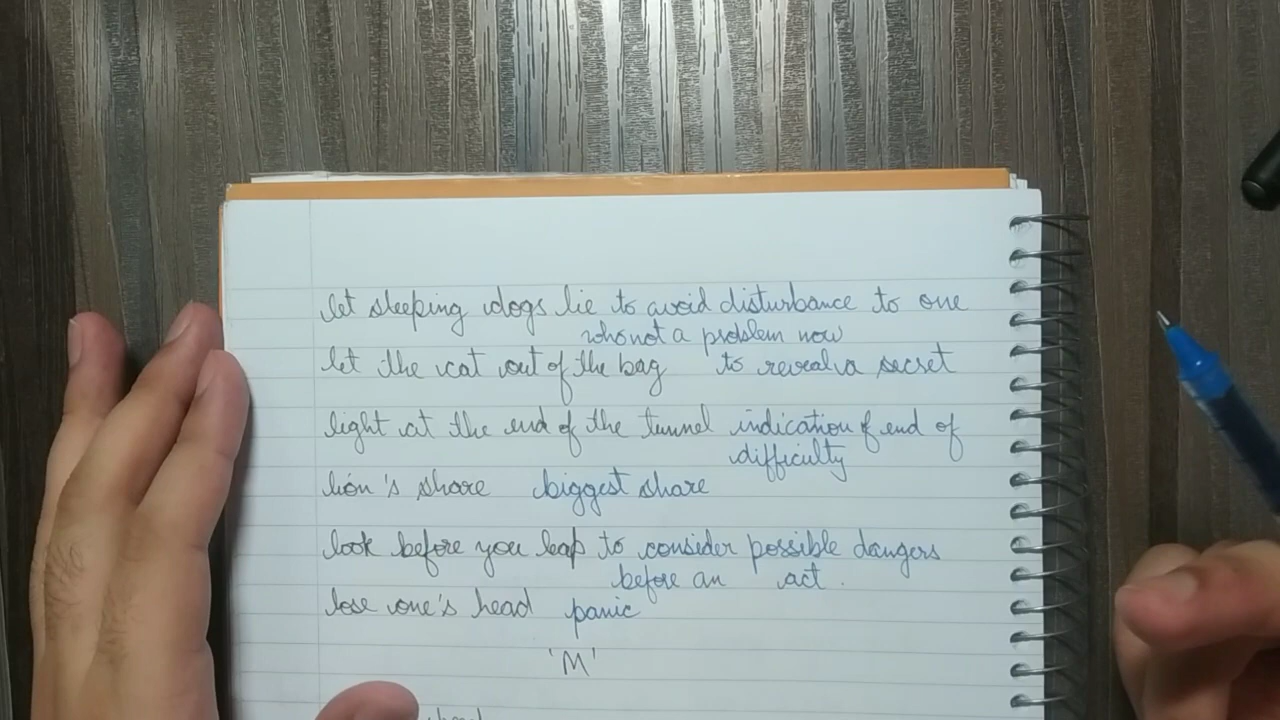 let sleeping dogs lie to avoid disturbance to one
who not a problem now
let the cat out of the bag to reveal a secret
light at the end of the tunnel indication of end of
difficulty
lion's share biggest share
look before you leap to consider possible dangers
before an act.
lose one's head panic
'M'